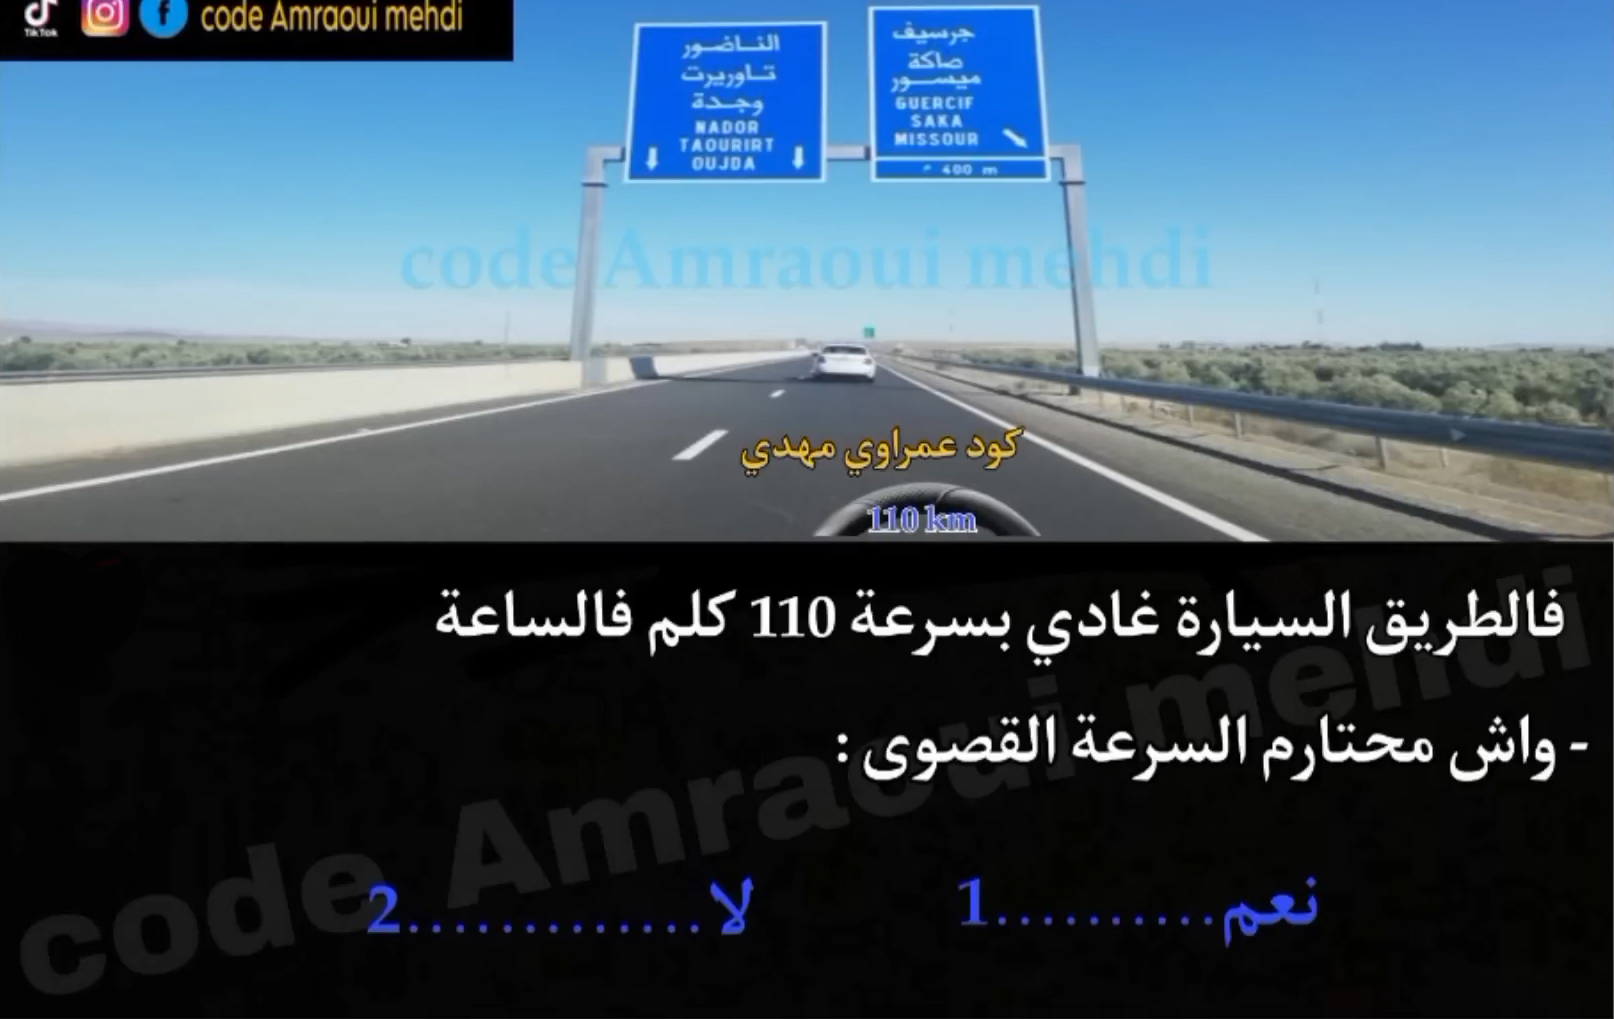 TikTok
code Amraoui mehdi
الناضور
تاوريرت
وجدة
NADOR
TAOURIRT
OUJDA
جرسيف
صاكة
ميسور
GUERCIF
SAKA
MISSOUR
م 400 m
code Amraoui mehdi
كود عمراوي مهدي
110 km
فالطريق السيارة غادي بسرعة 110 كلم فالساعة
- واش محتارم السرعة القصوى :
نعم..........1
لا.............2
code Amraoui mehdi